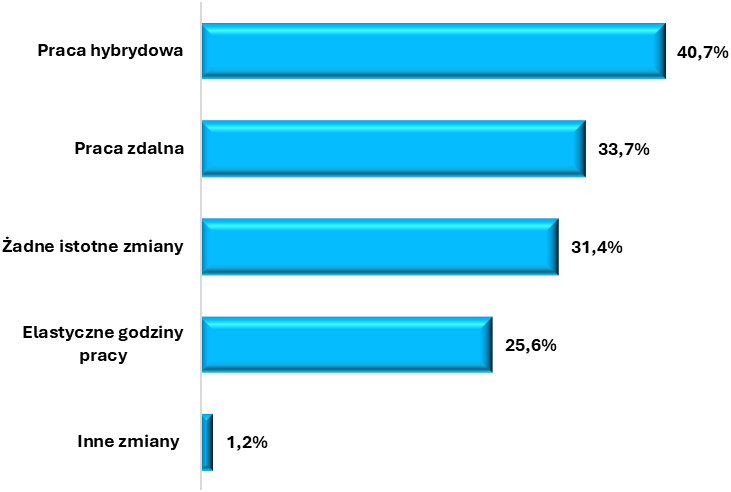 Praca hybrydowa
40,7%
Praca zdalna
33,7%
Żadne istotne zmiany
31,4%
Elastyczne godziny
pracy
25,6%
Inne zmiany
1,2%